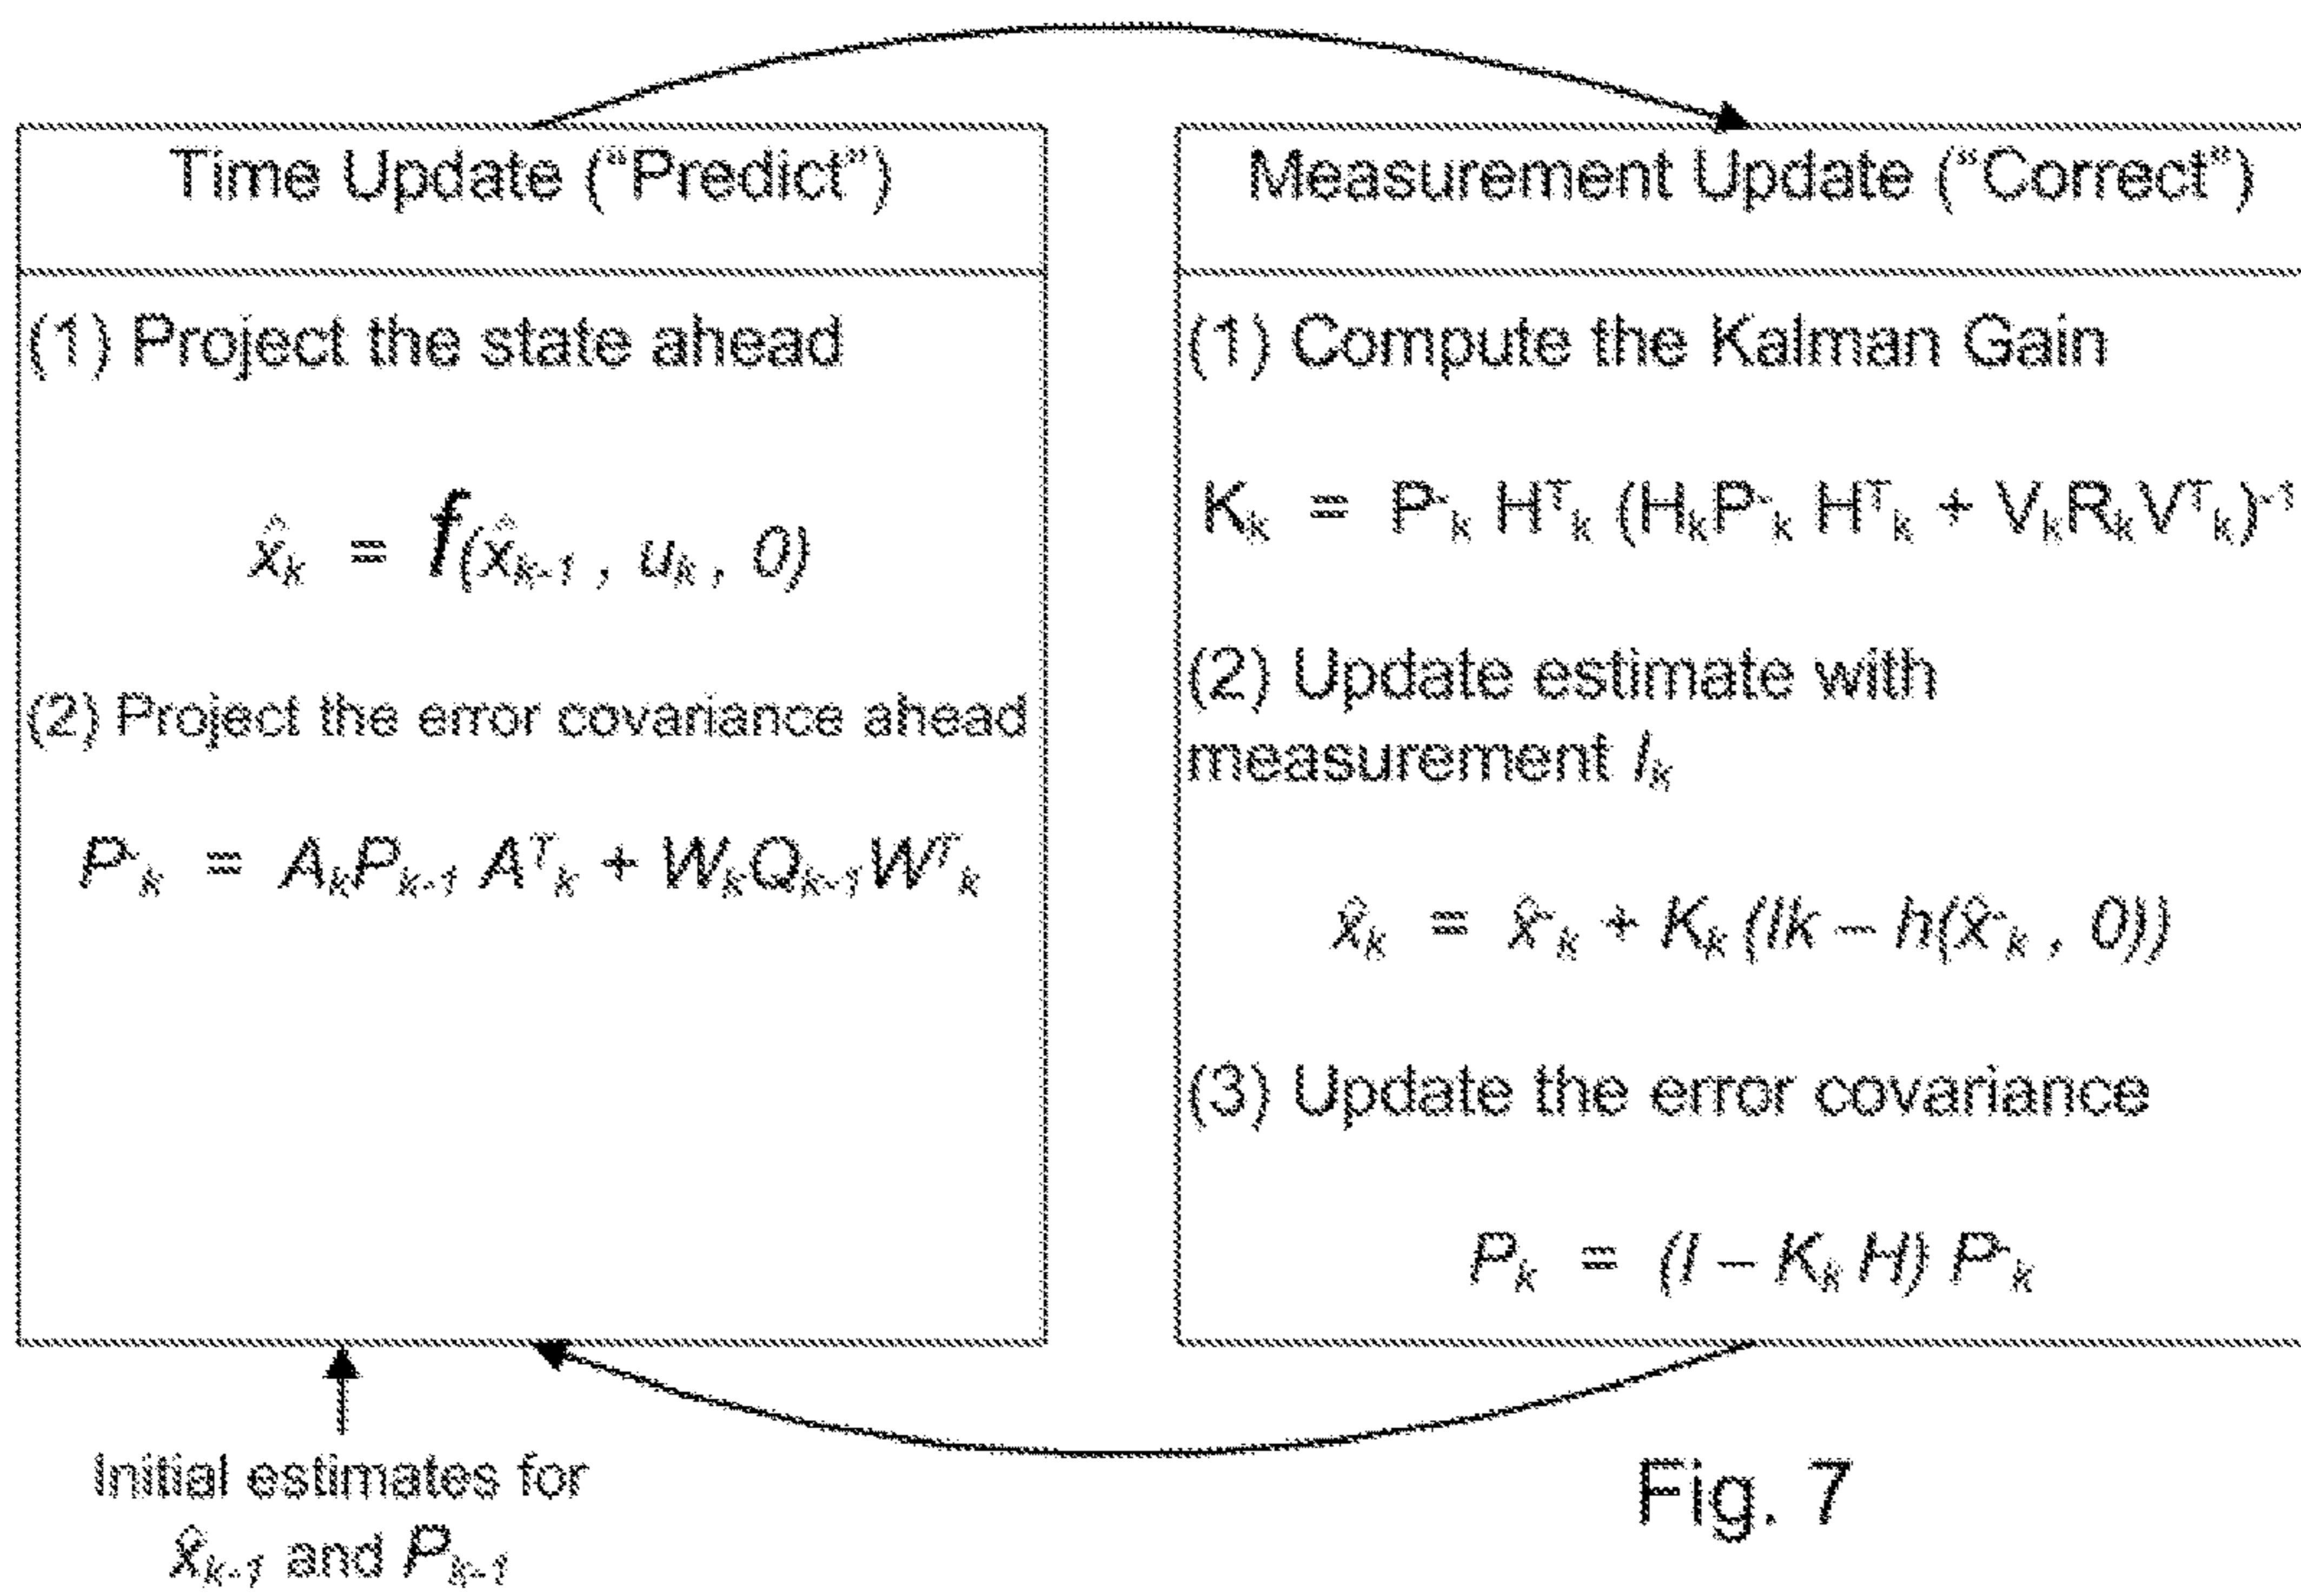 Time Update (“Predict”)
(1) Project the state ahead
x̂ₖ = f(x̂ₖ₋₁ , uₖ , 0)
(2) Project the error covariance ahead
P⁻ₖ = AₖPₖ₋₁ Aᵀₖ + WₖQₖ₋₁Wᵀₖ
Initial estimates for
x̂ₖ₋₁ and Pₖ₋₁
Measurement Update (“Correct”)
(1) Compute the Kalman Gain
Kₖ = P⁻ₖ Hᵀₖ (HₖP⁻ₖ Hᵀₖ + VₖRₖVᵀₖ)⁻¹
(2) Update estimate with
measurement lₖ
x̂ₖ = x̂⁻ₖ + Kₖ (lk – h(x̂⁻ₖ , 0))
(3) Update the error covariance
Pₖ = (I – Kₖ H) P⁻ₖ
Fig. 7